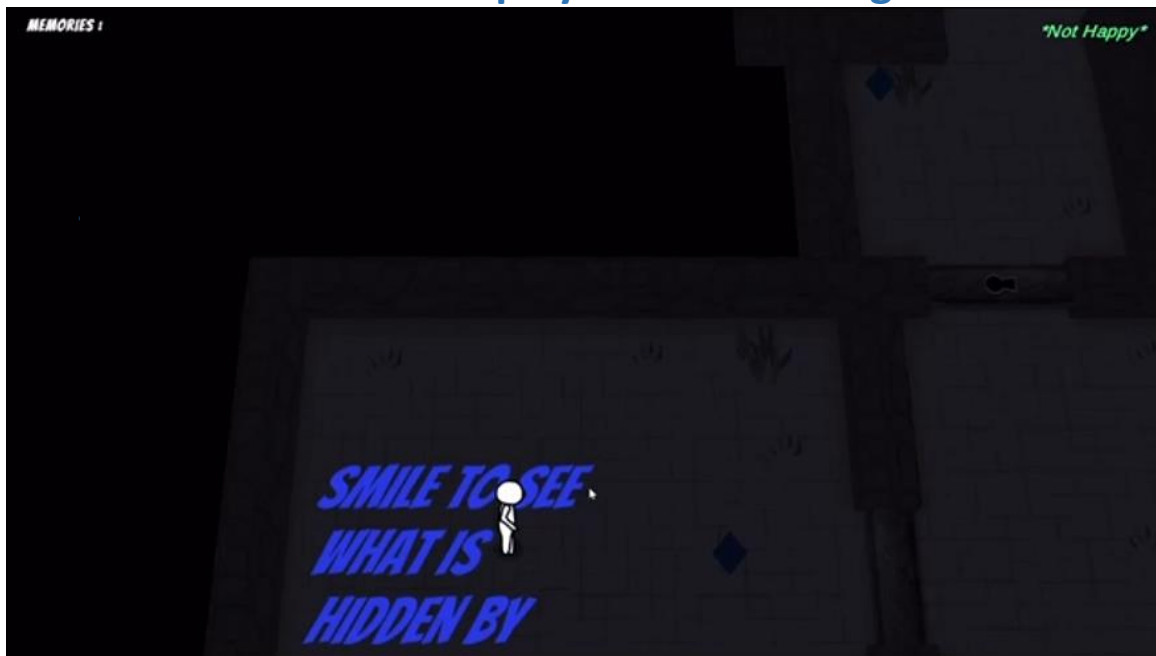 MEMORIES :
*Not Happy*
SMILE TO SEE
WHAT IS
HIDDEN BY